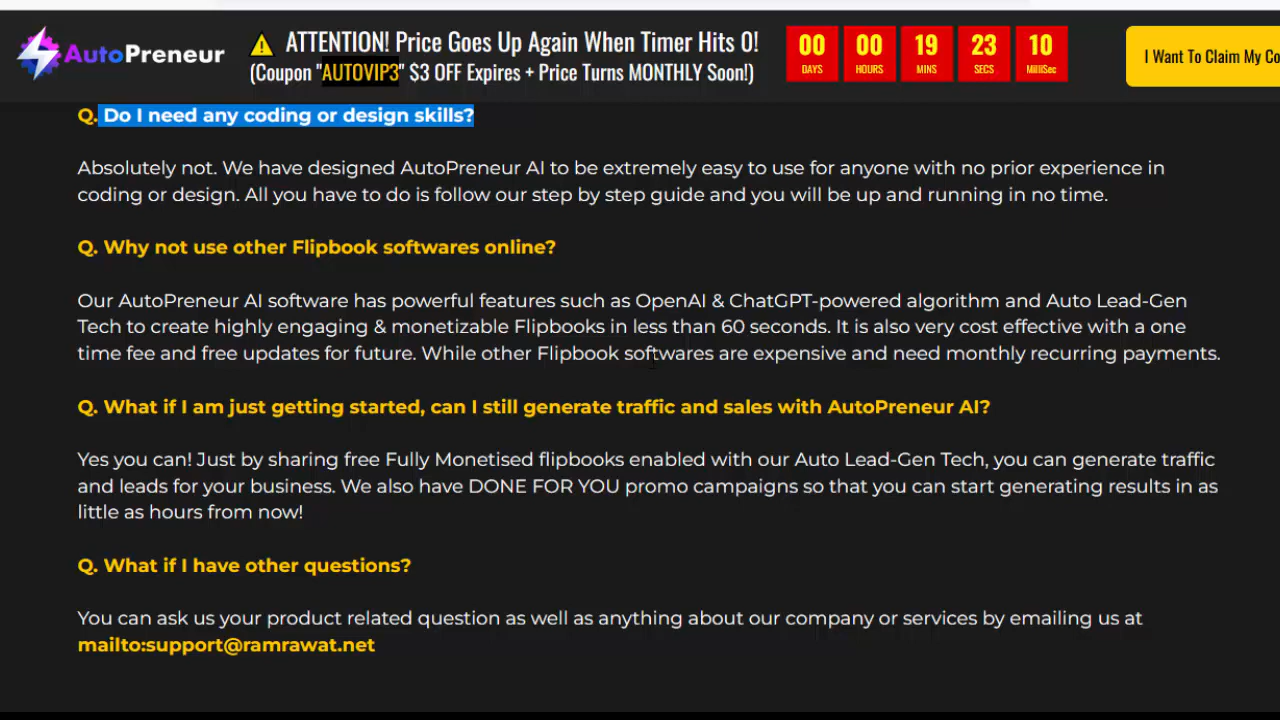 AutoPreneur
ATTENTION! Price Goes Up Again When Timer Hits 0!
(Coupon "AUTOVIP3" $3 OFF Expires + Price Turns MONTHLY Soon!)
00 00 19 23 10
DAYS HOURS MINS SECS MilliSec
I Want To Claim My Co
Q. Do I need any coding or design skills?
Absolutely not. We have designed AutoPreneur AI to be extremely easy to use for anyone with no prior experience in
coding or design. All you have to do is follow our step by step guide and you will be up and running in no time.
Q. Why not use other Flipbook softwares online?
Our AutoPreneur AI software has powerful features such as OpenAI & ChatGPT-powered algorithm and Auto Lead-Gen
Tech to create highly engaging & monetizable Flipbooks in less than 60 seconds. It is also very cost effective with a one
time fee and free updates for future. While other Flipbook softwares are expensive and need monthly recurring payments.
Q. What if I am just getting started, can I still generate traffic and sales with AutoPreneur AI?
Yes you can! Just by sharing free Fully Monetised flipbooks enabled with our Auto Lead-Gen Tech, you can generate traffic
and leads for your business. We also have DONE FOR YOU promo campaigns so that you can start generating results in as
little as hours from now!
Q. What if I have other questions?
You can ask us your product related question as well as anything about our company or services by emailing us at
mailto:support@ramrawat.net